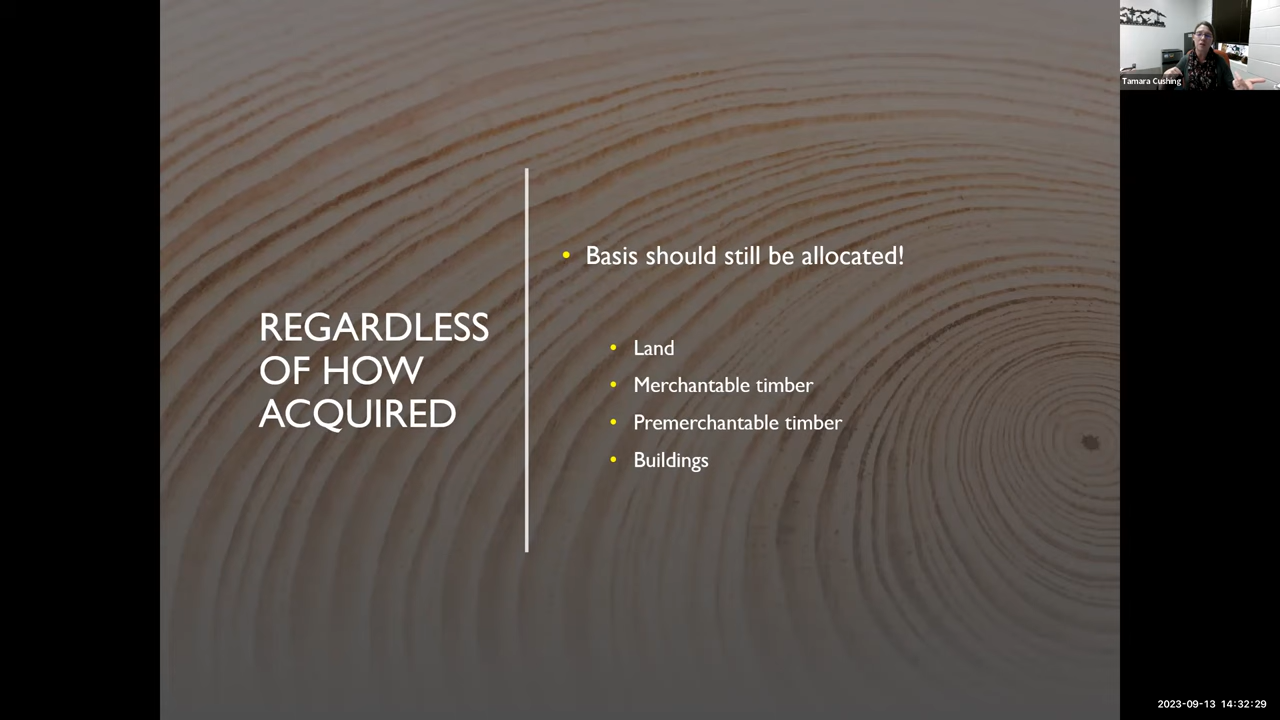 Tamara Cushing
REGARDLESS
OF HOW
ACQUIRED
• Basis should still be allocated!
• Land
• Merchantable timber
• Premerchantable timber
• Buildings
2023-09-13 14:32:29